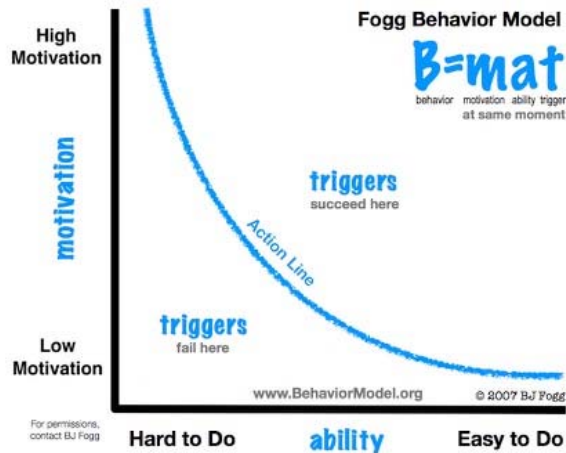 Fogg Behavior Model
B=mat
behavior motivation ability trigger
at same moment
High
Motivation
motivation
triggers
succeed here
Action Line
triggers
fail here
Low
Motivation
www.BehaviorModel.org
© 2007 BJ Fogg
For permissions,
contact BJ Fogg
Hard to Do
ability
Easy to Do